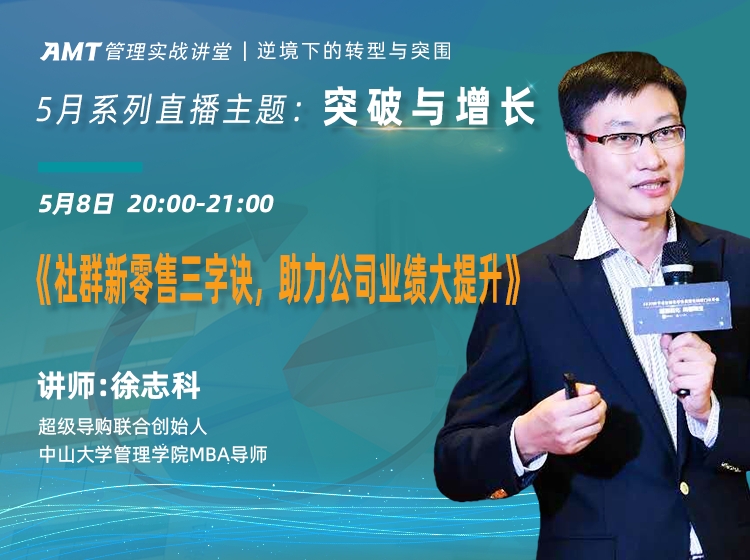 AMT管理实战讲堂 | 逆境下的转型与突围
5月系列直播主题：突破与增长
5月8日 20:00-21:00
《社群新零售三字诀，助力公司业绩大提升》
讲师:徐志科
超级导购联合创始人
中山大学管理学院MBA导师